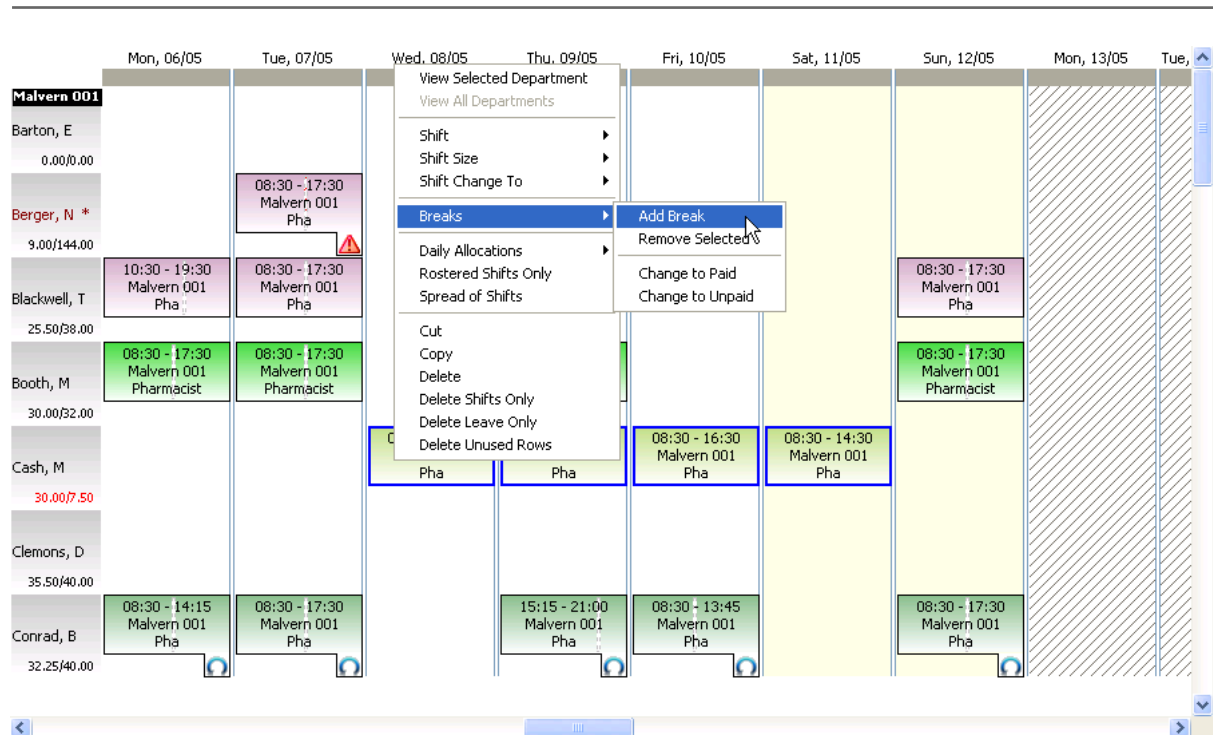 Mon, 06/05 Tue, 07/05 Wed, 08/05 Thu, 09/05 Fri, 10/05 Sat, 11/05 Sun, 12/05 Mon, 13/05 Tue,
Malvern 001
Barton, E
0.00/0.00
Berger, N *
9.00/144.00
08:30 - 17:30
Malvern 001
Pha
Blackwell, T
25.50/38.00
10:30 - 19:30
Malvern 001
Pha
08:30 - 17:30
Malvern 001
Pha
08:30 - 17:30
Malvern 001
Pha
Booth, M
30.00/32.00
08:30 - 17:30
Malvern 001
Pharmacist
08:30 - 17:30
Malvern 001
Pharmacist
08:30 - 17:30
Malvern 001
Pharmacist
Cash, M
30.00/7.50
Pha
Pha
08:30 - 16:30
Malvern 001
Pha
08:30 - 14:30
Malvern 001
Pha
Clemons, D
35.50/40.00
Conrad, B
32.25/40.00
08:30 - 14:15
Malvern 001
Pha
08:30 - 17:30
Malvern 001
Pha
15:15 - 21:00
Malvern 001
Pha
08:30 - 13:45
Malvern 001
Pha
08:30 - 17:30
Malvern 001
Pha
View Selected Department
View All Departments
Shift
Shift Size
Shift Change To
Breaks
Daily Allocations
Rostered Shifts Only
Spread of Shifts
Cut
Copy
Delete
Delete Shifts Only
Delete Leave Only
Delete Unused Rows
Add Break
Remove Selected
Change to Paid
Change to Unpaid